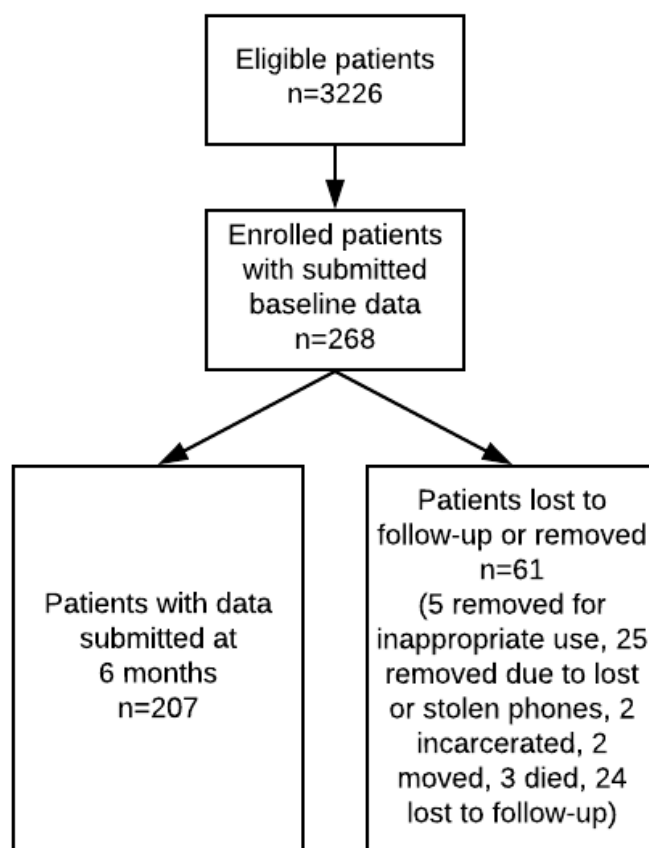 Eligible patients
n=3226
Enrolled patients
with submitted
baseline data
n=268
Patients with data
submitted at
6 months
n=207
Patients lost to
follow-up or removed
n=61
(5 removed for
inappropriate use, 25
removed due to lost
or stolen phones, 2
incarcerated, 2
moved, 3 died, 24
lost to follow-up)